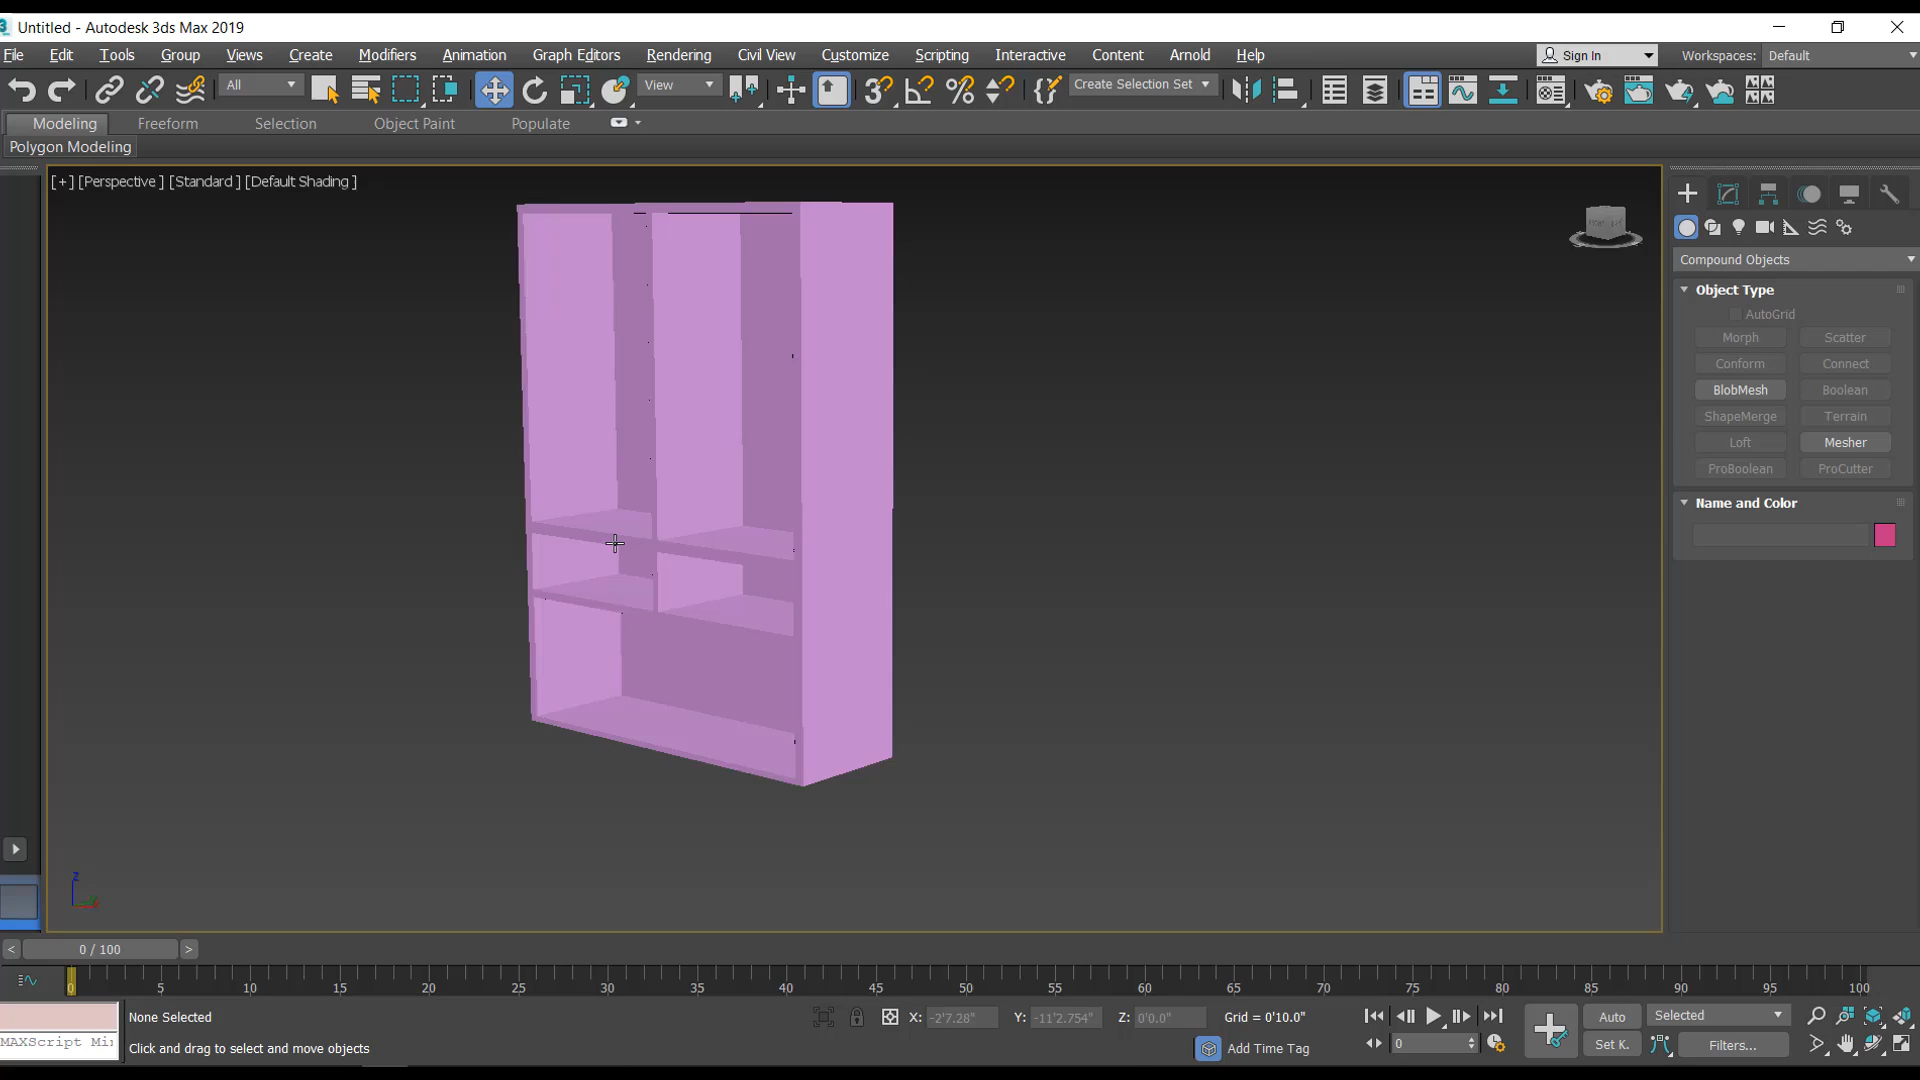 Untitled - Autodesk 3ds Max 2019
File Edit Tools Group Views Create Modifiers Animation Graph Editors Rendering Civil View Customize Scripting Interactive Content Arnold Help Sign In Workspaces: Default
All View Create Selection Set
Modeling Freeform Selection Object Paint Populate
Polygon Modeling
[+] [Perspective ] [Standard ] [Default Shading ]
Compound Objects
Object Type
AutoGrid
Morph Scatter
Conform Connect
BlobMesh Boolean
ShapeMerge Terrain
Loft Mesher
ProBoolean ProCutter
Name and Color
z
< 0 / 100 >
0 5 10 15 20 25 30 35 40 45 50 55 60 65 70 75 80 85 90 95 100
None Selected X: -2'7.28" Y: -11'2.754" Z: 0'0.0" Grid = 0'10.0" Auto Selected
MAXScript Mi Click and drag to select and move objects Add Time Tag 0 Set K. Filters...